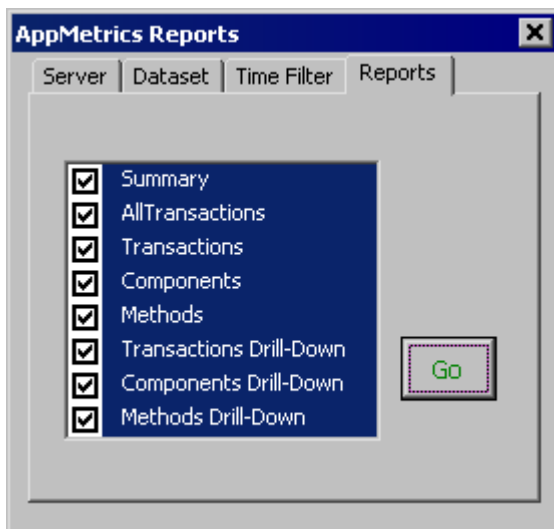 AppMetrics Reports
Server Dataset Time Filter Reports
Summary
AllTransactions
Transactions
Components
Methods
Transactions Drill-Down
Components Drill-Down
Methods Drill-Down
Go